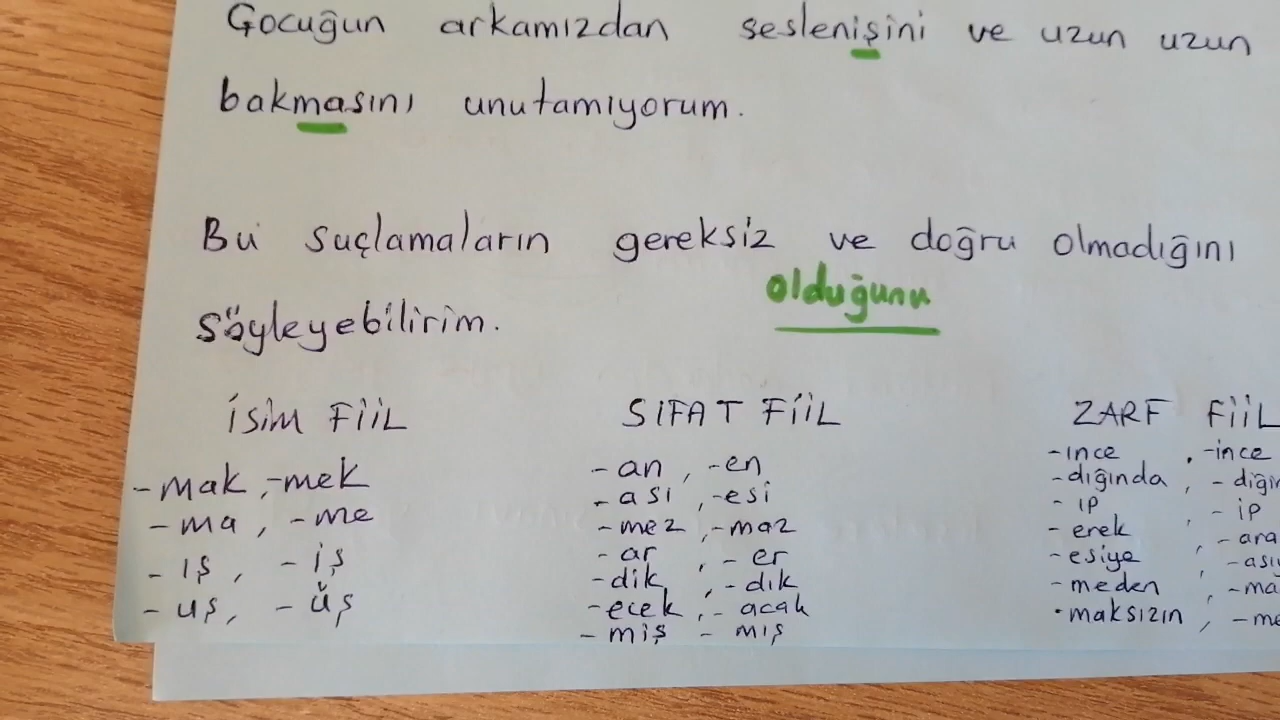 Çocuğun arkamızdan seslenişini ve uzun uzun
bakmasını unutamıyorum.
Bu suçlamaların gereksiz ve doğru olmadığını
olduğunu
söyleyebilirim.
İSİM FİİL
-mak, -mek
-ma, -me
-ış, -iş
-uş, -üş
SIFAT FİİL
-an, -en
-ası, -esi
-mez, -maz
-ar, -er
-dik, -dık
-ecek, -acak
-miş -mış
ZARF FİİL
-ınca, -ince
-dığında,
-ıp, -ip
-erek
-esiye
-meden
-maksızın